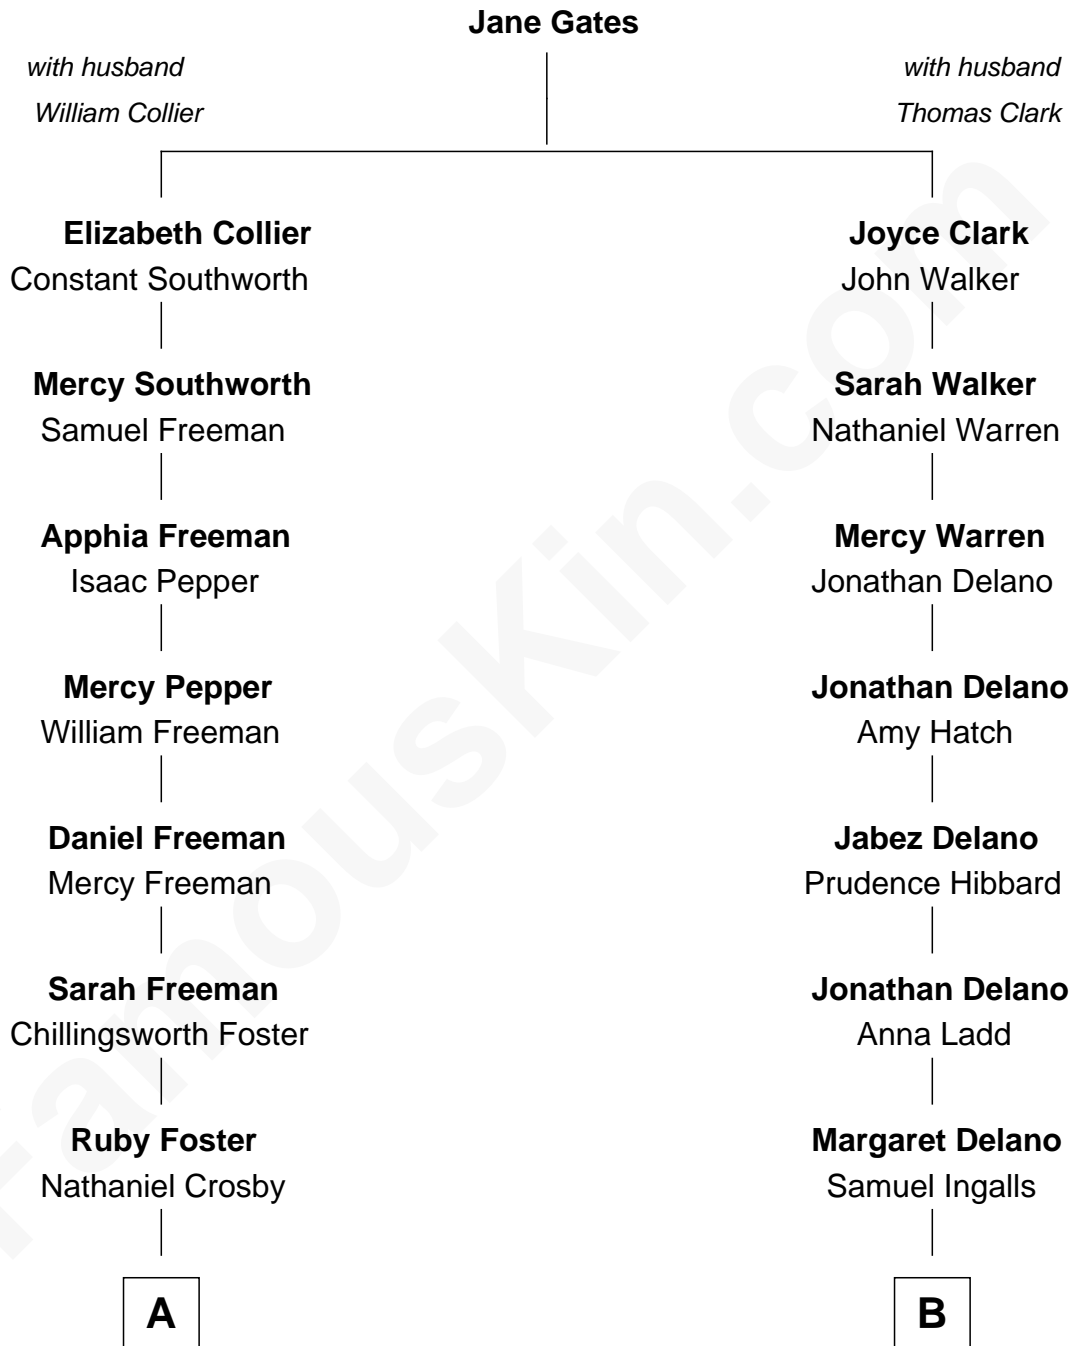 Jane Gates
with husband
William Collier
with husband
Thomas Clark
Elizabeth Collier
Constant Southworth
Joyce Clark
John Walker
Mercy Southworth
Samuel Freeman
Sarah Walker
Nathaniel Warren
Apphia Freeman
Isaac Pepper
Mercy Warren
Jonathan Delano
Mercy Pepper
William Freeman
Jonathan Delano
Amy Hatch
Daniel Freeman
Mercy Freeman
Jabez Delano
Prudence Hibbard
Sarah Freeman
Chillingsworth Foster
Jonathan Delano
Anna Ladd
Ruby Foster
Nathaniel Crosby
Margaret Delano
Samuel Ingalls
A
B
FamousKin.com